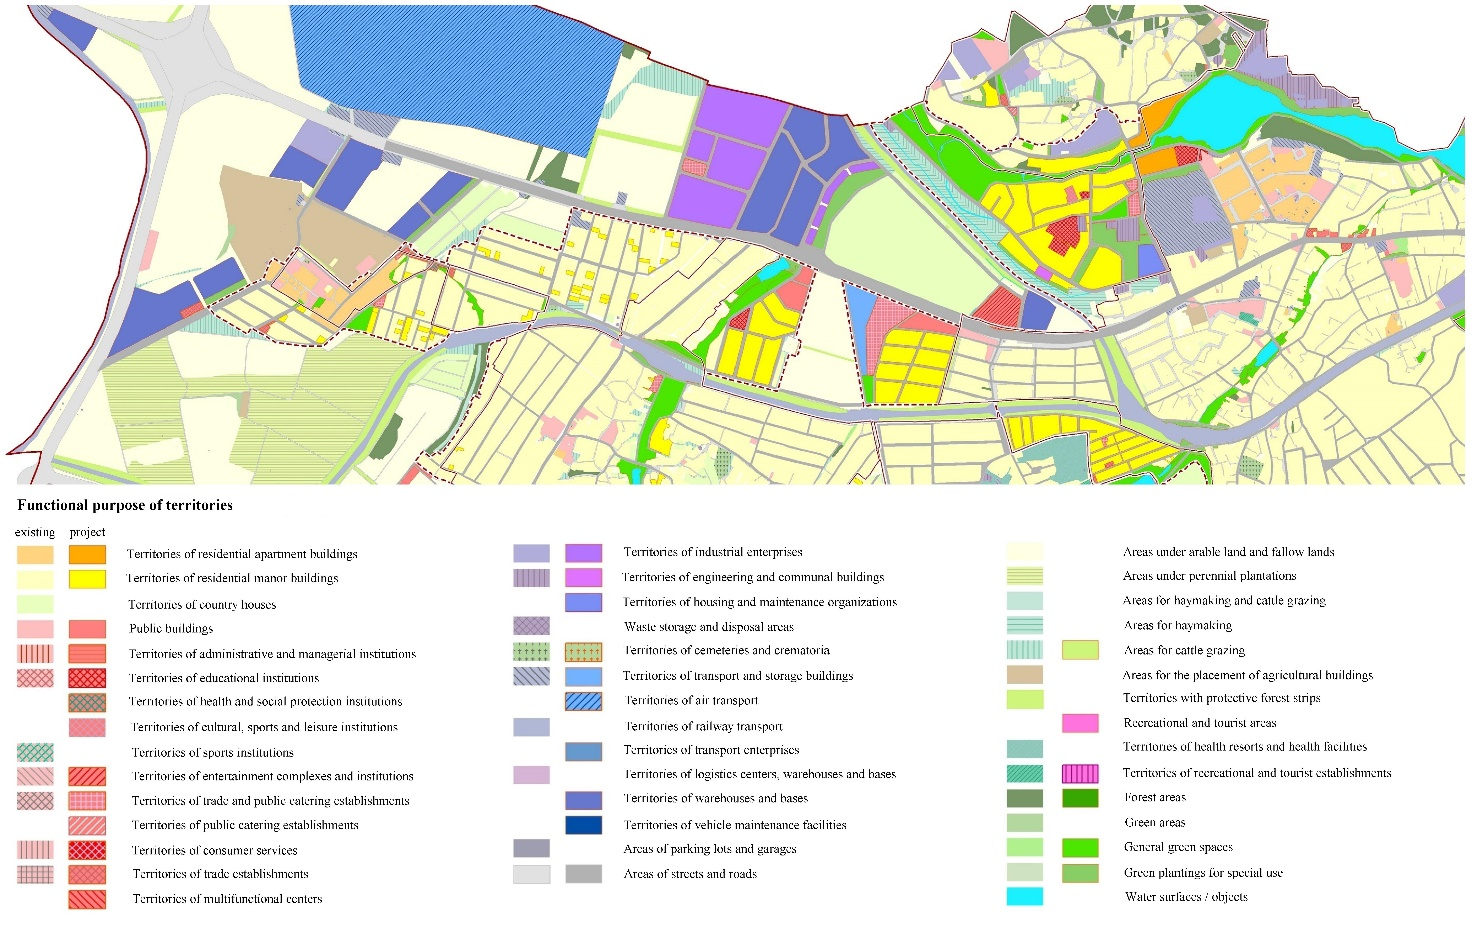 Functional purpose of territories
existing project
Territories of residential apartment buildings
Territories of residential manor buildings
Territories of country houses
Public buildings
Territories of administrative and managerial institutions
Territories of educational institutions
Territories of health and social protection institutions
Territories of cultural, sports and leisure institutions
Territories of sports institutions
Territories of entertainment complexes and institutions
Territories of trade and public catering establishments
Territories of public catering establishments
Territories of consumer services
Territories of trade establishments
Territories of multifunctional centers
Territories of industrial enterprises
Territories of engineering and communal buildings
Territories of housing and maintenance organizations
Waste storage and disposal areas
Territories of cemeteries and crematoria
Territories of transport and storage buildings
Territories of air transport
Territories of railway transport
Territories of transport enterprises
Territories of logistics centers, warehouses and bases
Territories of warehouses and bases
Territories of vehicle maintenance facilities
Areas of parking lots and garages
Areas of streets and roads
Areas under arable land and fallow lands
Areas under perennial plantations
Areas for haymaking and cattle grazing
Areas for haymaking
Areas for cattle grazing
Areas for the placement of agricultural buildings
Territories with protective forest strips
Recreational and tourist areas
Territories of health resorts and health facilities
Territories of recreational and tourist establishments
Forest areas
Green areas
General green spaces
Green plantings for special use
Water surfaces / objects